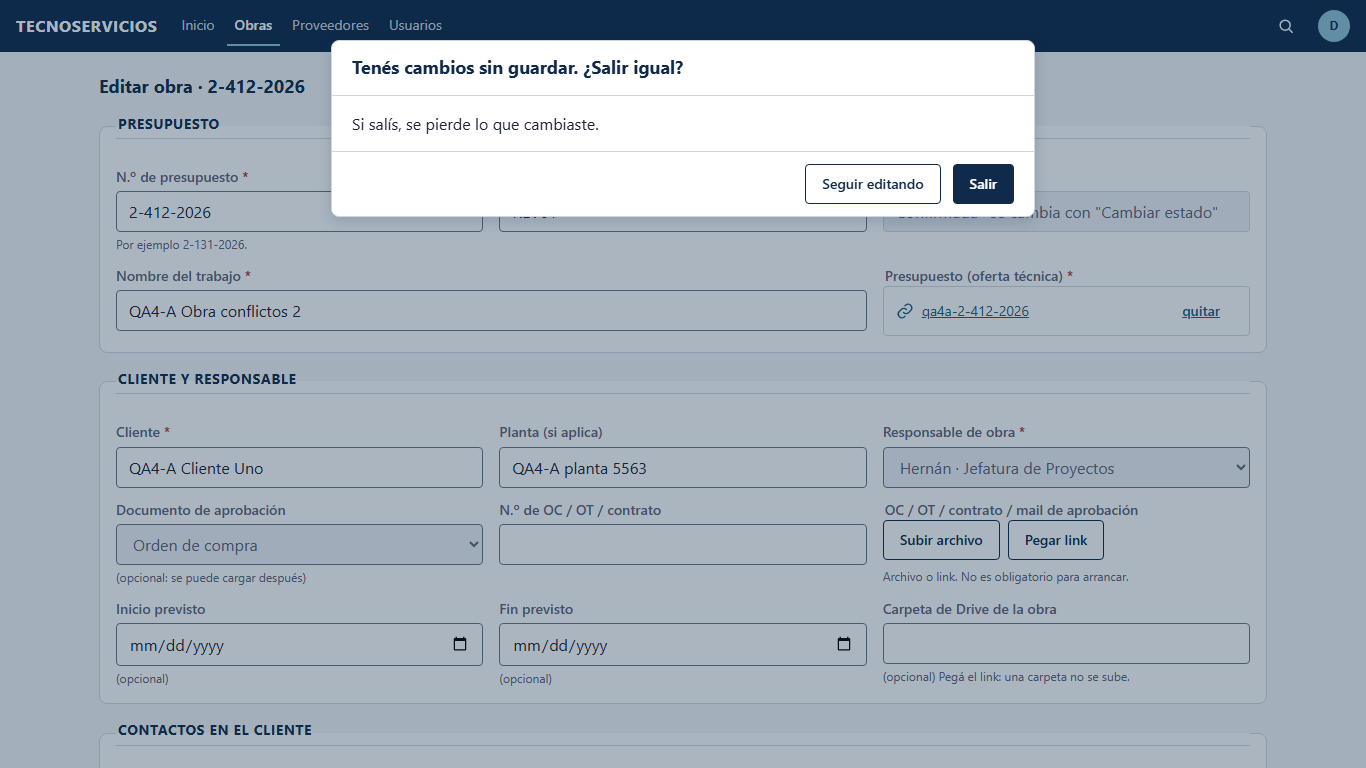 TECNOSERVICIOS Inicio Obras Proveedores Usuarios D
Tenés cambios sin guardar. ¿Salir igual?
Si salís, se pierde lo que cambiaste.
Seguir editando Salir
Editar obra · 2-412-2026
PRESUPUESTO
N.º de presupuesto *
2-412-2026 cambia con "Cambiar estado"
Por ejemplo 2-131-2026.
Nombre del trabajo * Presupuesto (oferta técnica) *
QA4-A Obra conflictos 2 qa4a-2-412-2026 quitar
CLIENTE Y RESPONSABLE
Cliente * Planta (si aplica) Responsable de obra *
QA4-A Cliente Uno QA4-A planta 5563 Hernán · Jefatura de Proyectos
Documento de aprobación N.º de OC / OT / contrato OC / OT / contrato / mail de aprobación
Orden de compra Subir archivo Pegar link
(opcional: se puede cargar después) Archivo o link. No es obligatorio para arrancar.
Inicio previsto Fin previsto Carpeta de Drive de la obra
mm/dd/yyyy mm/dd/yyyy
(opcional) (opcional) (opcional) Pegá el link: una carpeta no se sube.
CONTACTOS EN EL CLIENTE